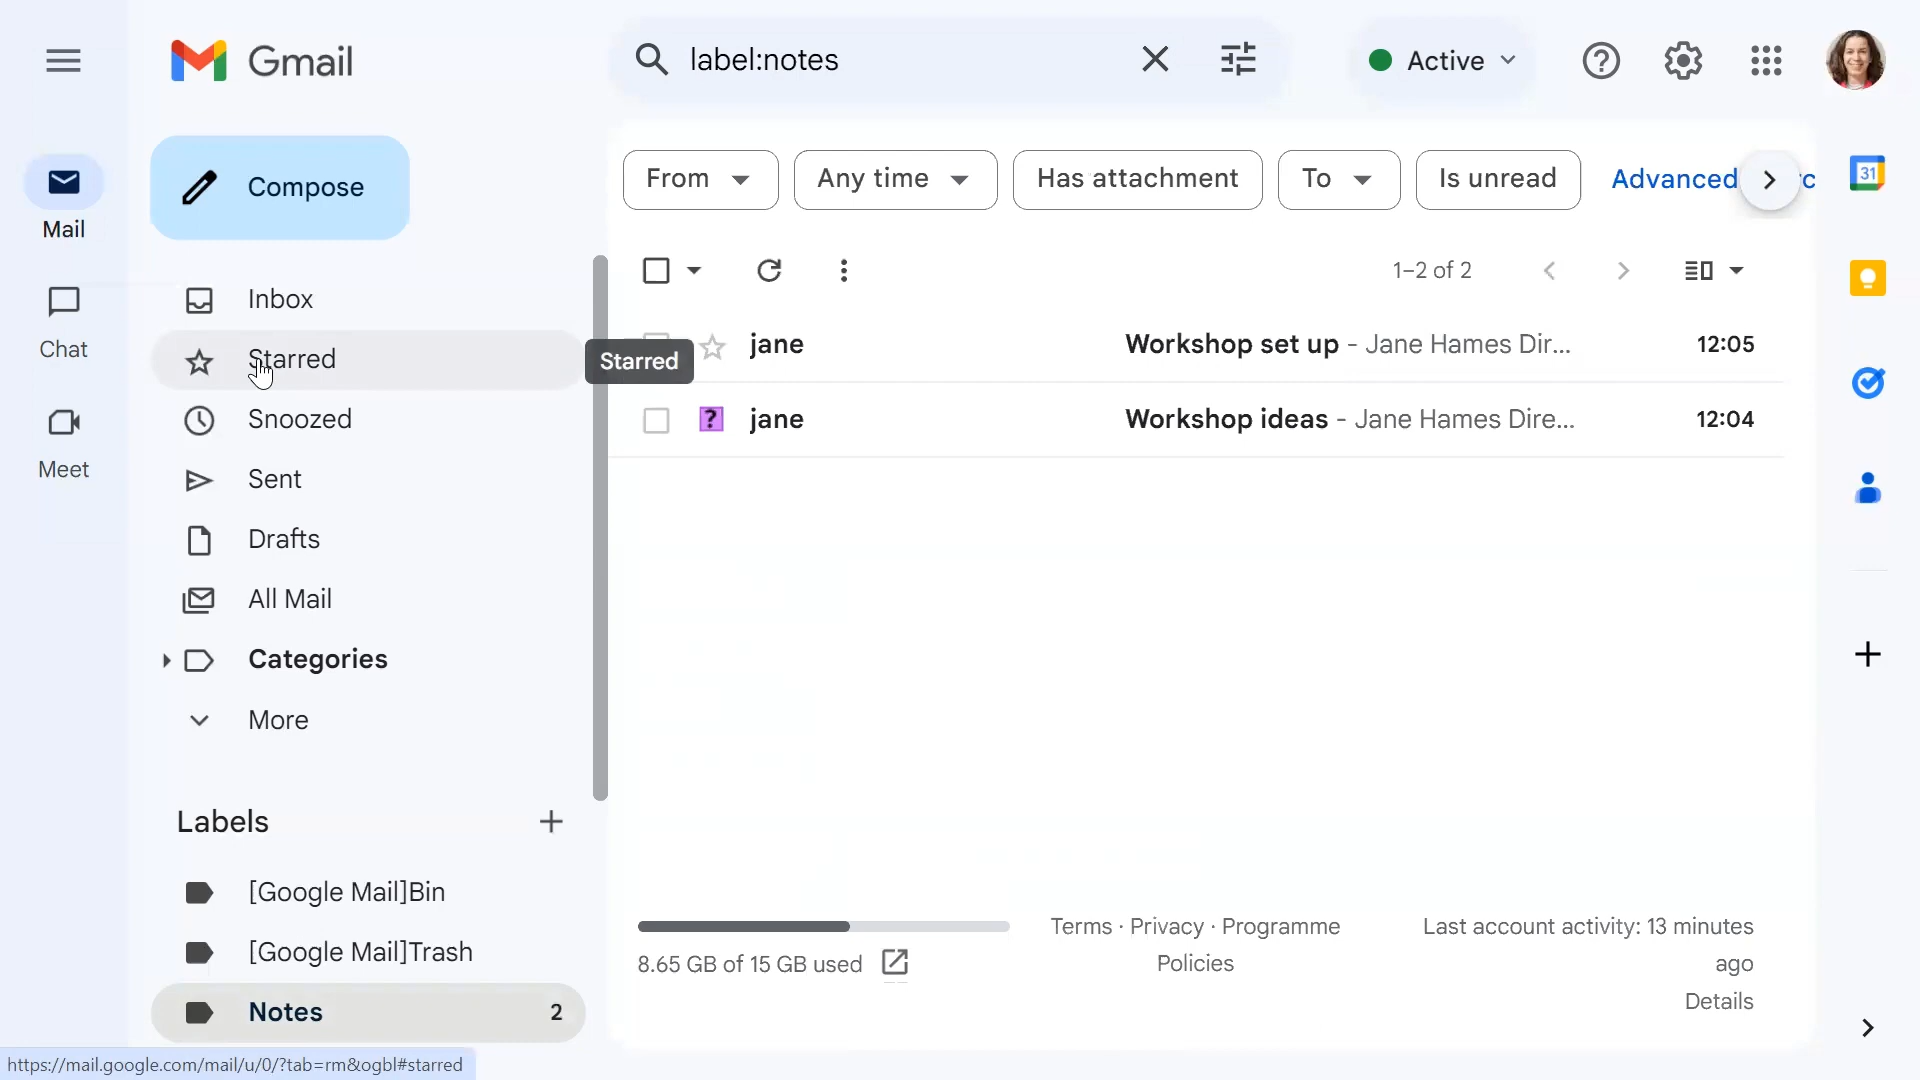 Gmail
label:notes
Active
Mail
Chat
Meet
Compose
Inbox
Starred
Snoozed
Sent
Drafts
All Mail
Categories
More
Labels
[Google Mail]Bin
[Google Mail]Trash
Notes 2
From
Any time
Has attachment
To
Is unread
Advanced
1–2 of 2
Starred
jane Workshop set up - Jane Hames Dir... 12:05
? jane Workshop ideas - Jane Hames Dire... 12:04
8.65 GB of 15 GB used
Terms · Privacy · Programme
Policies
Last account activity: 13 minutes
ago
Details
31
https://mail.google.com/mail/u/0/?tab=rm&ogbl#starred